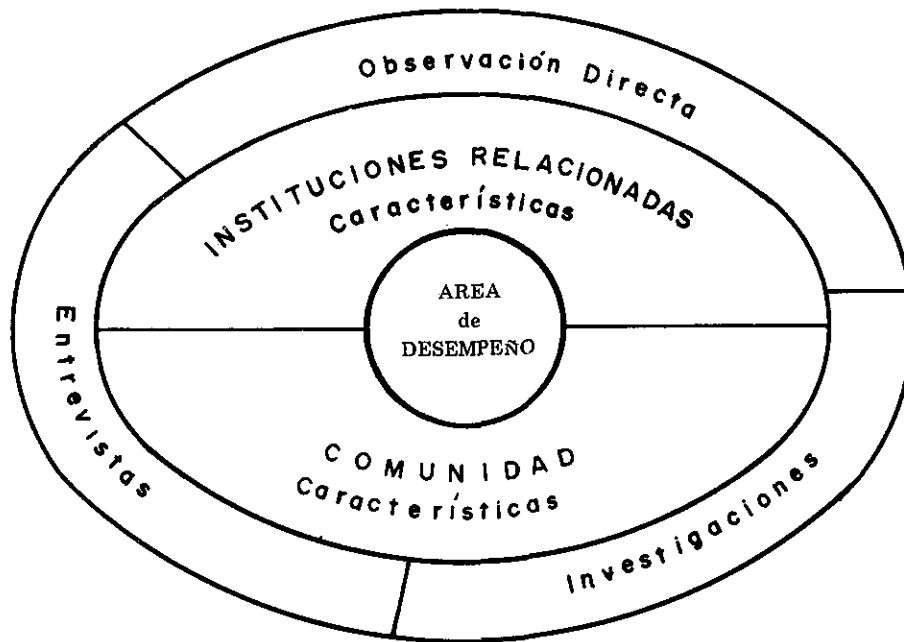 Observación Directa
INSTITUCIONES RELACIONADAS
Características
AREA
de
DESEMPEÑO
Entrevistas
COMUNIDAD
Características
Investigaciones